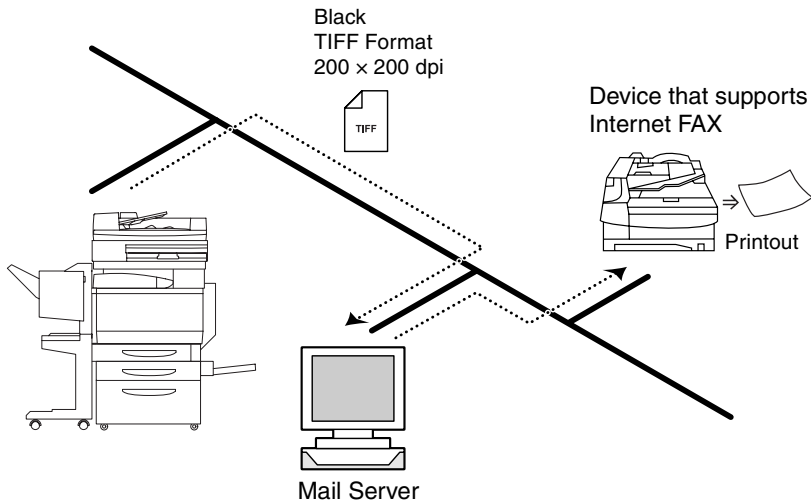 Black
TIFF Format
200 × 200 dpi
TIFF
Device that supports
Internet FAX
Printout
Mail Server